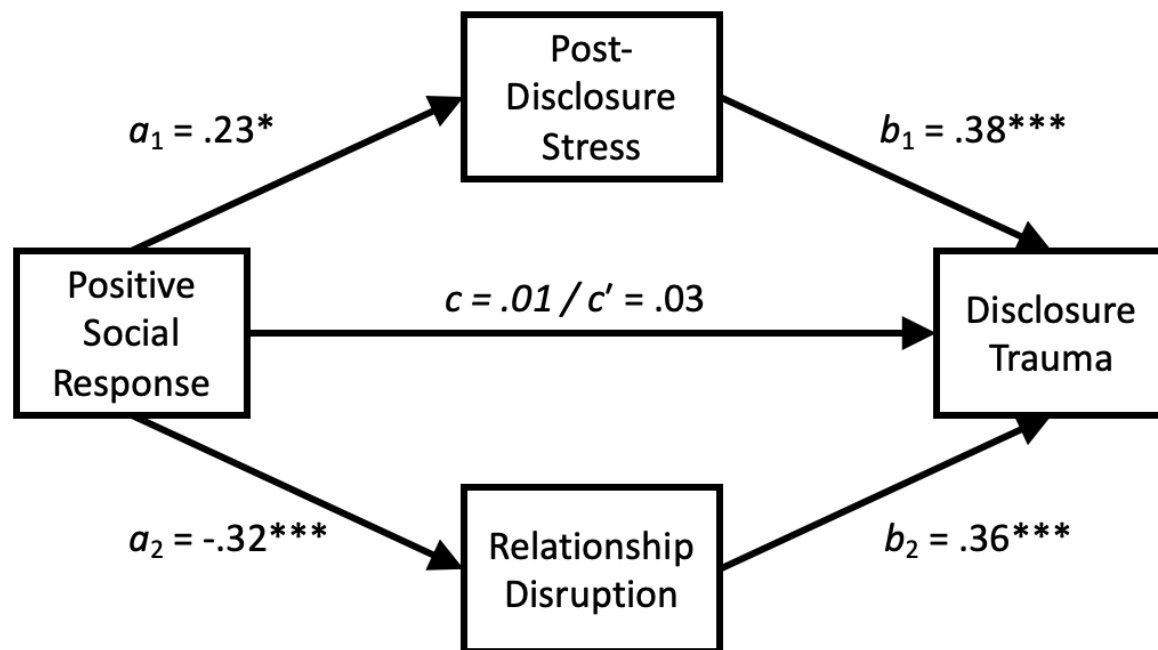 Post-
Disclosure
Stress
a₁ = .23*
b₁ = .38***
Positive
Social
Response
c = .01 / c′ = .03
Disclosure
Trauma
a₂ = -.32***
Relationship
Disruption
b₂ = .36***